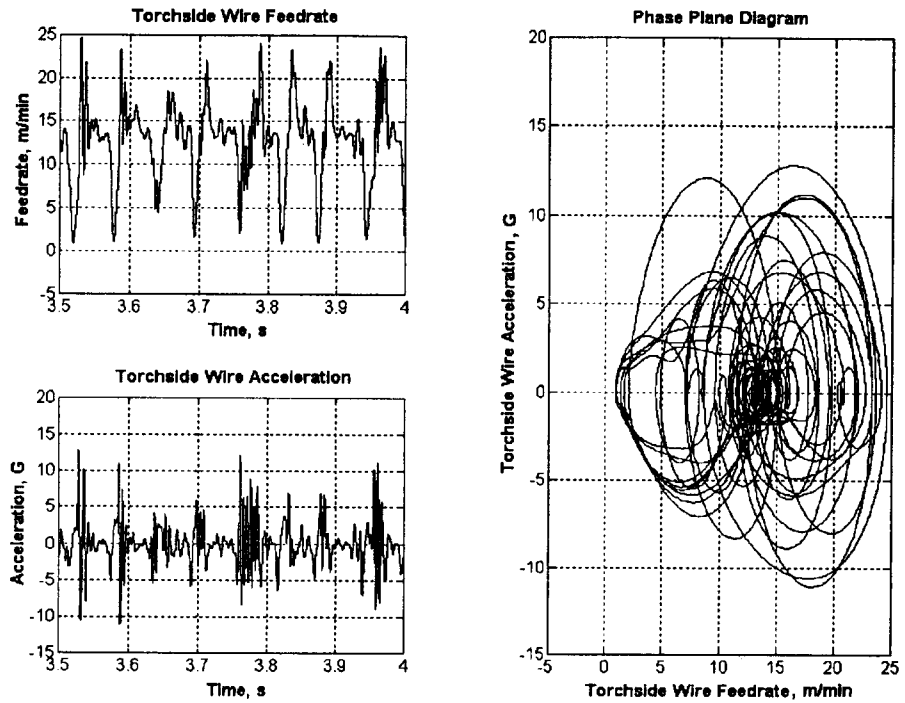 Torchside Wire Feedrate
25
20
15
10
5
0
-5
Feedrate, m/min
3.5 3.6 3.7 3.8 3.9 4
Time, s
Torchside Wire Acceleration
20
15
10
5
0
-5
-10
-15
Acceleration, G
3.5 3.6 3.7 3.8 3.9 4
Time, s
Phase Plane Diagram
20
15
10
5
0
-5
-10
-15
Torchside Wire Acceleration, G
-5 0 5 10 15 20 25
Torchside Wire Feedrate, m/min